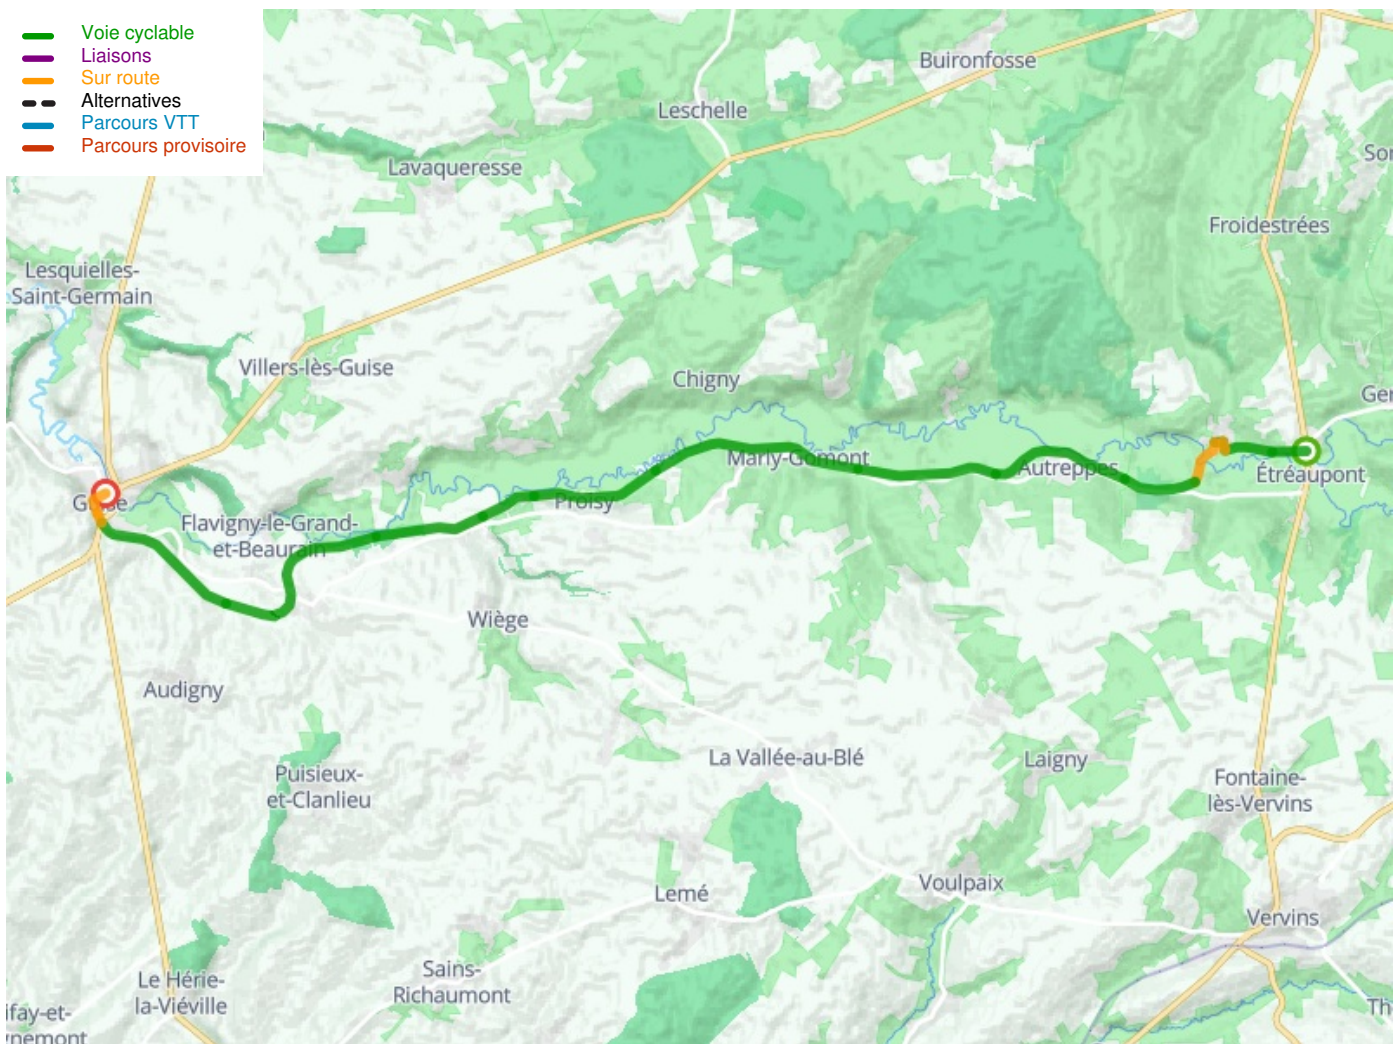 Voie cyclable
Liaisons
Sur route
Alternatives
Parcours VTT
Parcours provisoire
Buironfosse
Leschelle
Lavaqueresse
Froidestrées
Lesquielles-
Saint-Germain
Villers-lès-Guise
Chigny
Marly-Gomont
Autreppes
Étréaupont
Proisy
Flavigny-le-Grand-
et-Beaurain
Wiège
Audigny
La Vallée-au-Blé
Laigny
Puisieux-
et-Clanlieu
Fontaine-
lès-Vervins
Lemé
Voulpaix
Vervins
Sains-
Richaumont
Le Hérie-
la-Viéville